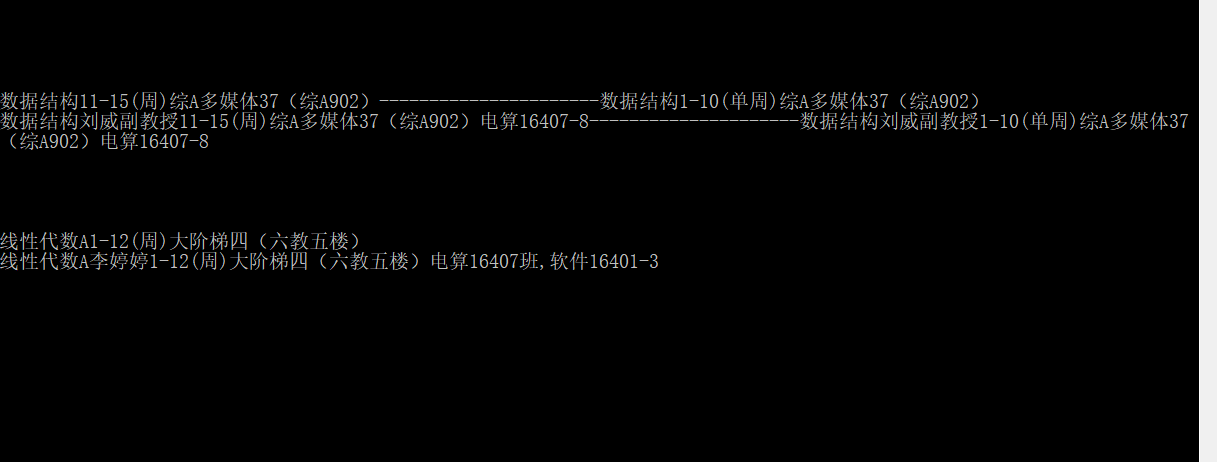 数据结构11-15(周)综A多媒体37（综A902）----------------------数据结构1-10(单周)综A多媒体37（综A902）
数据结构刘威副教授11-15(周)综A多媒体37（综A902）电算16407-8---------------------数据结构刘威副教授1-10(单周)综A多媒体37
（综A902）电算16407-8
线性代数A1-12(周)大阶梯四（六教五楼）
线性代数A李婷婷1-12(周)大阶梯四（六教五楼）电算16407班,软件16401-3